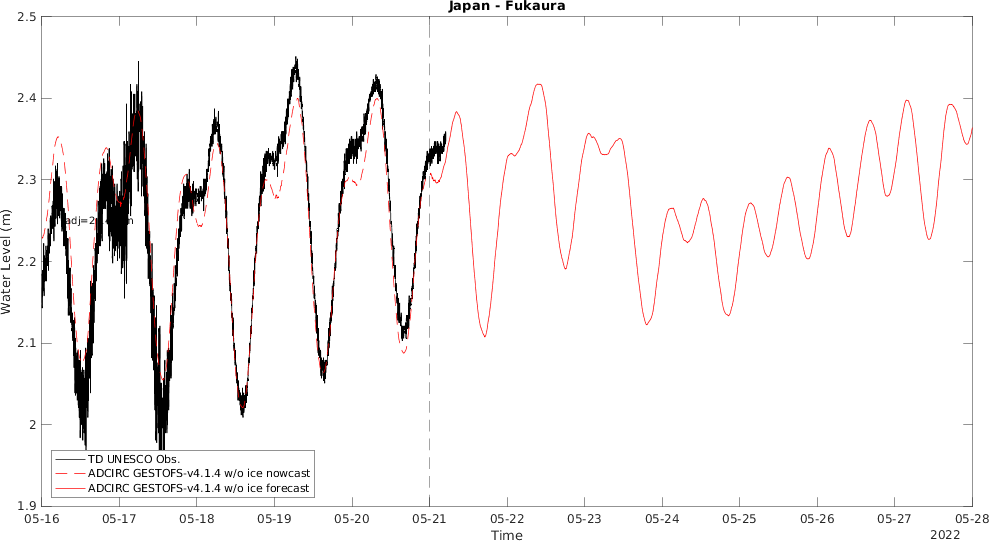 Japan - Fukaura
2.5
2.4
2.3
2.2
2.1
2
1.9
Water Level (m)
adj=2
m
TD UNESCO Obs.
ADCIRC GESTOFS-v4.1.4 w/o ice nowcast
ADCIRC GESTOFS-v4.1.4 w/o ice forecast
05-16 05-17 05-18 05-19 05-20 05-21 05-22 05-23 05-24 05-25 05-26 05-27 05-28
Time
2022